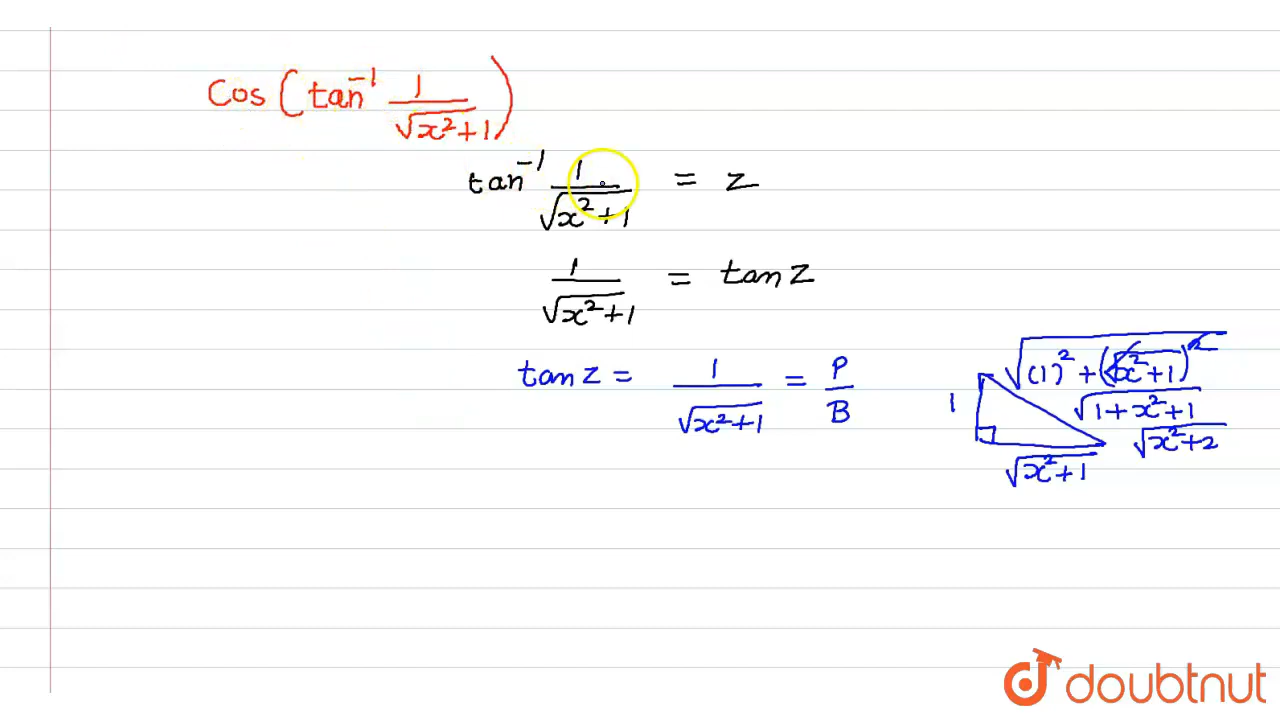 Cos (tan⁻¹ 1/√(x²+1))
tan⁻¹ 1/√(x²+1) = z
1/√(x²+1) = tan z
tan z = 1/√(x²+1) = P/B
√((1)² + (√(x²+1))²)
1
√(1+x²+1)
√(x²+2)
√(x²+1)
doubtnut